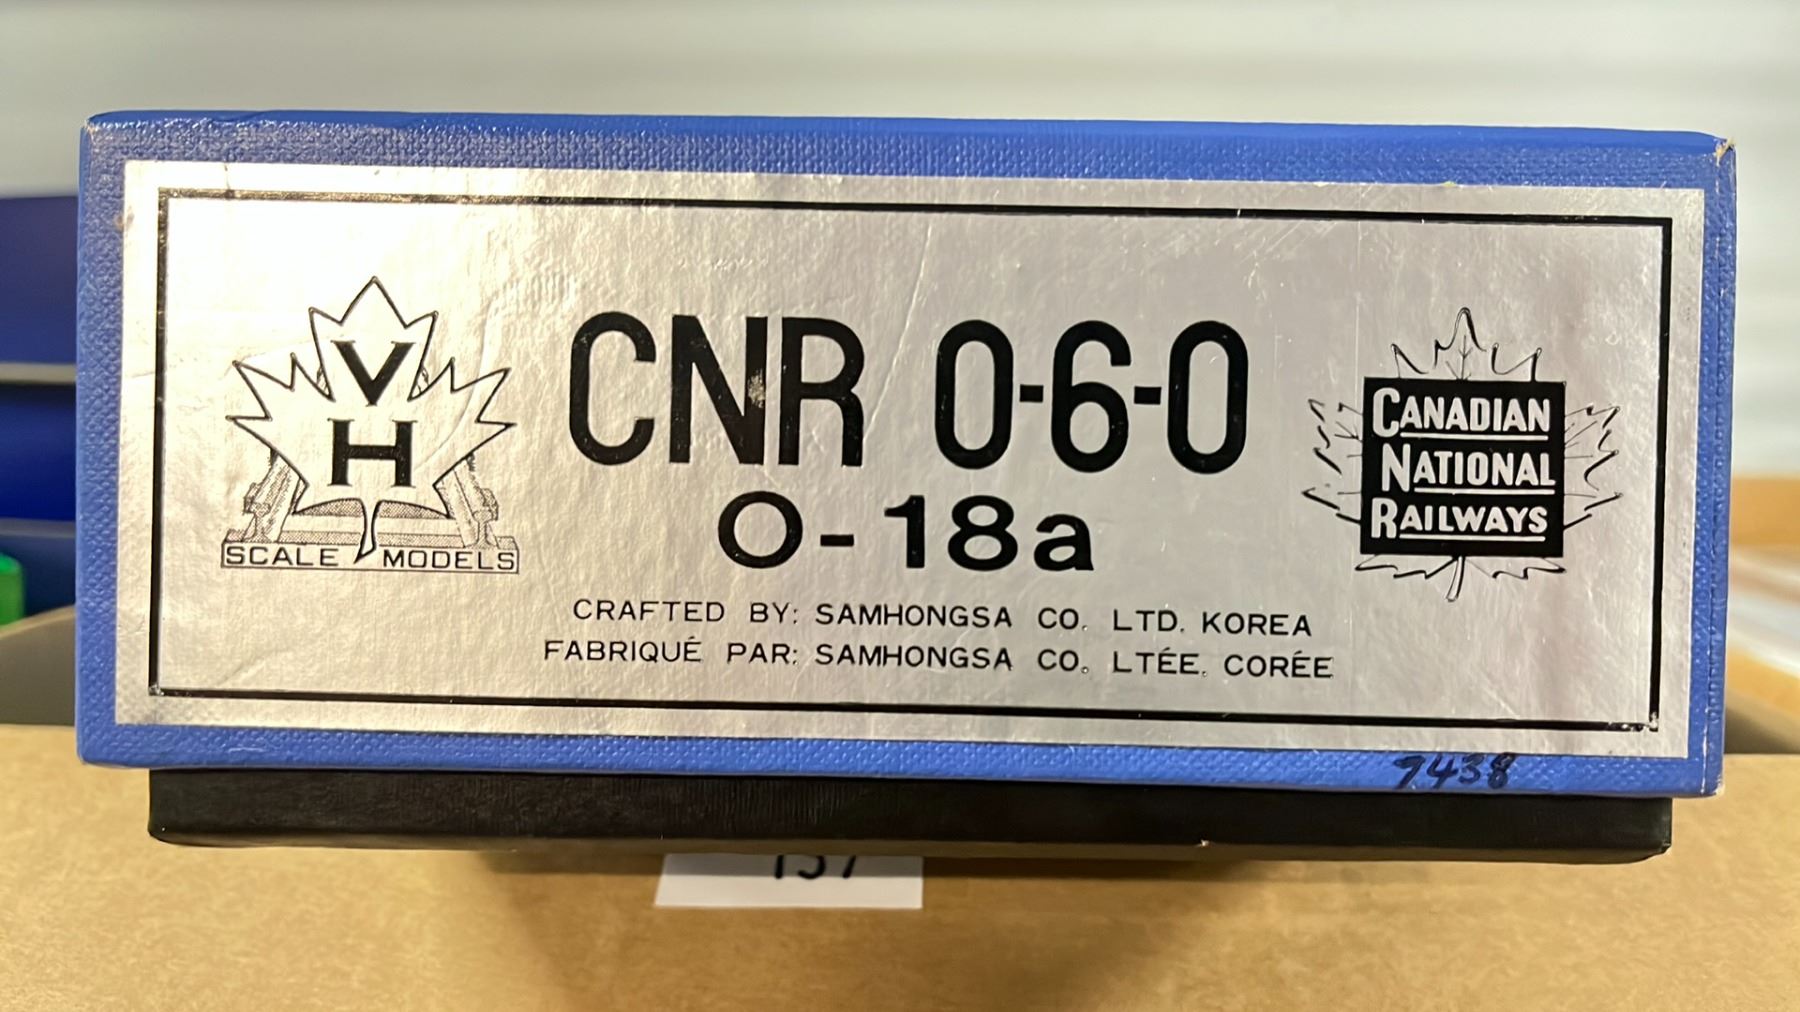 V
H
SCALE MODELS
CNR 0-6-0
O-18a
CRAFTED BY: SAMHONGSA CO. LTD. KOREA
FABRIQUÉ PAR: SAMHONGSA CO. LTÉE. CORÉE
CANADIAN
NATIONAL
RAILWAYS
7438